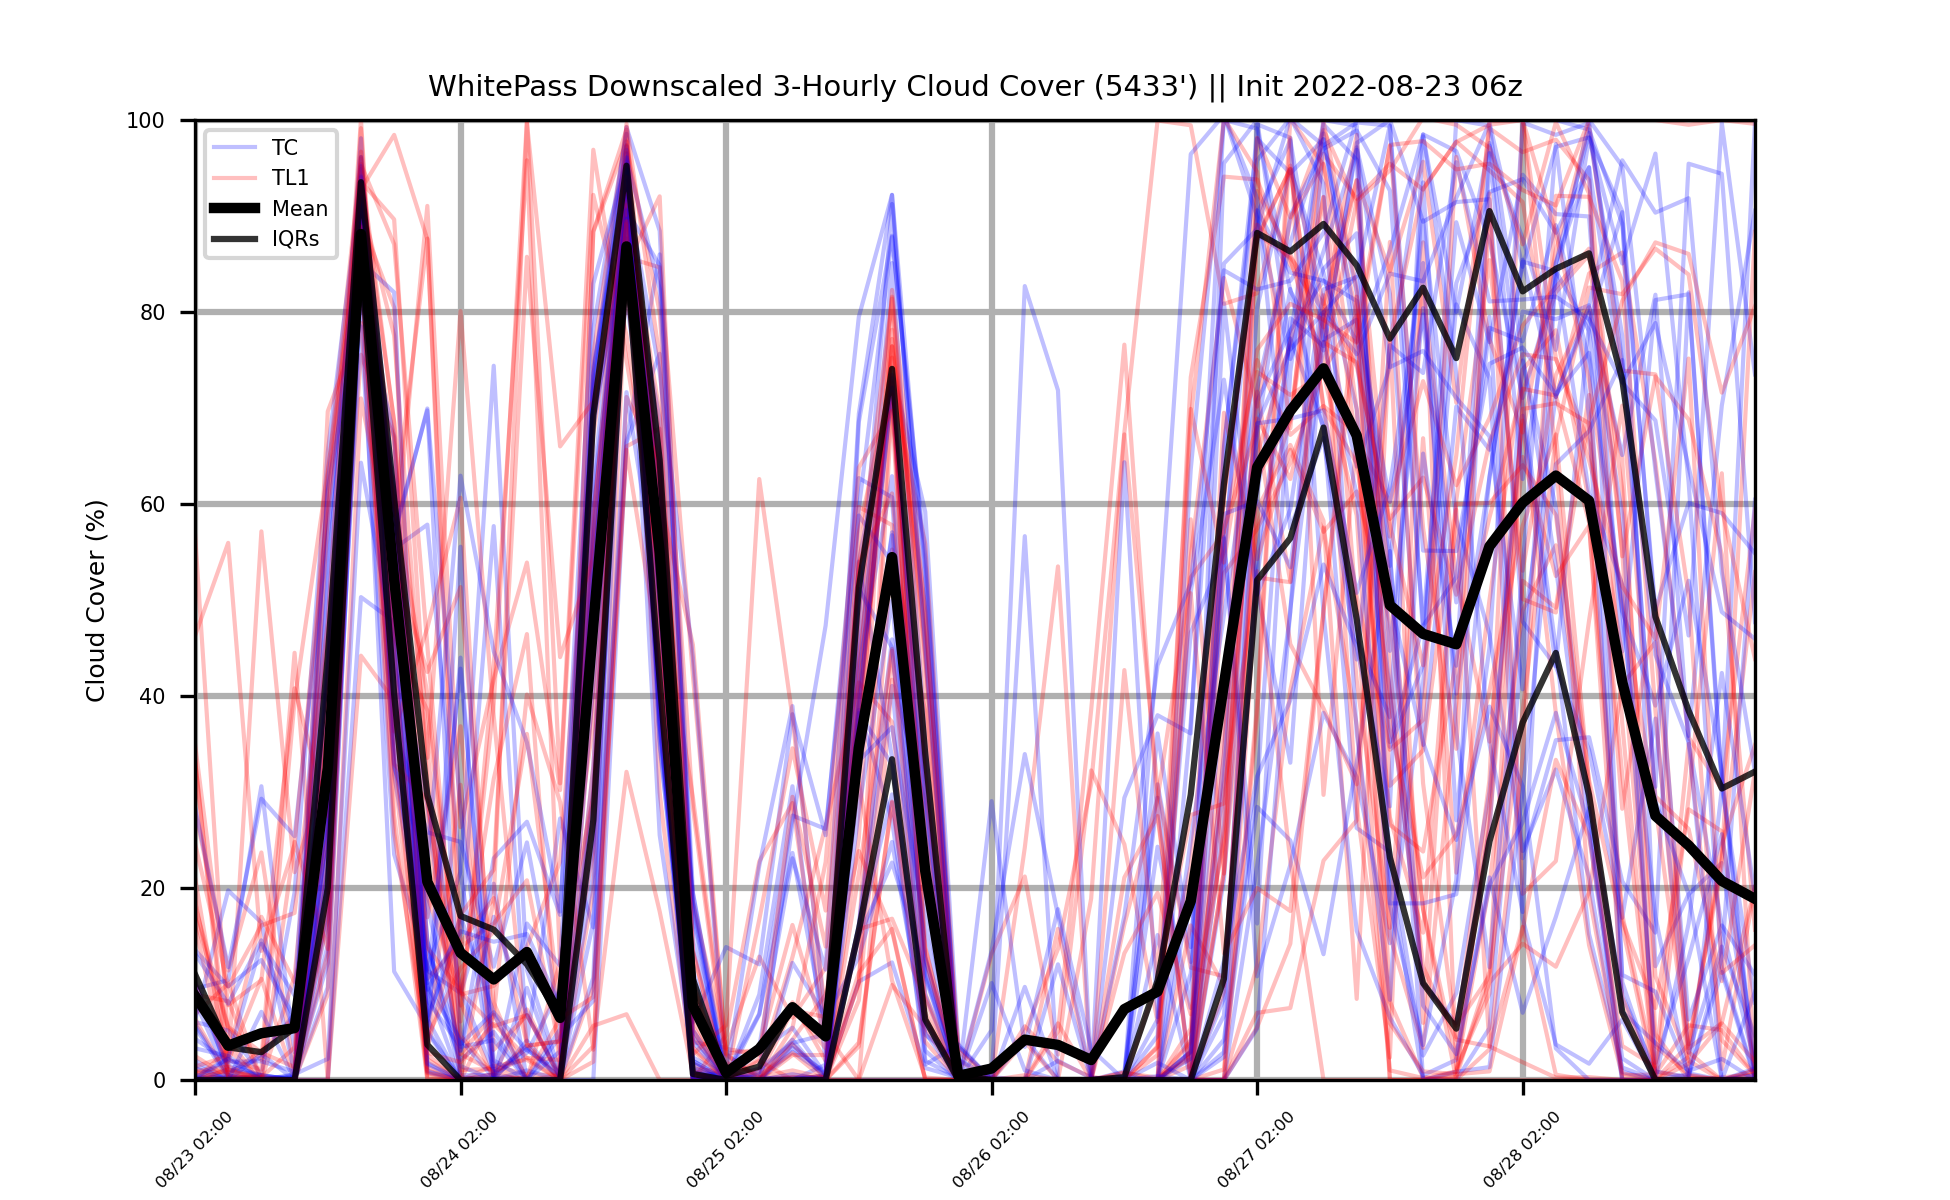 WhitePass Downscaled 3-Hourly Cloud Cover (5433') || Init 2022-08-23 06z
Cloud Cover (%)
100
80
60
40
20
0
TC
TL1
Mean
IQRs
08/23 02:00
08/24 02:00
08/25 02:00
08/26 02:00
08/27 02:00
08/28 02:00